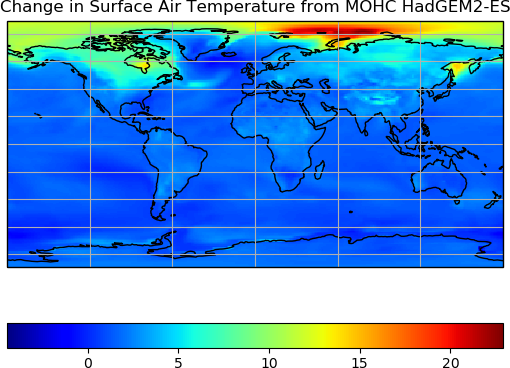 Change in Surface Air Temperature from MOHC HadGEM2-ES
0 5 10 15 20